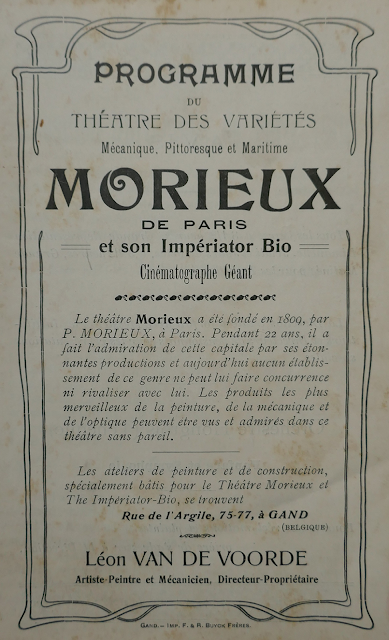 PROGRAMME
DU
THÉATRE DES VARIÉTÉS
Mécanique, Pittoresque et Maritime
MORIEUX
DE PARIS
et son Impériator Bio
Cinématographe Géant
Le théâtre Morieux a été fondé en 1809, par
P. MORIEUX, à Paris. Pendant 22 ans, il a
fait l'admiration de cette capitale par ses éton-
nantes productions et aujourd'hui aucun établis-
sement de ce genre ne peut lui faire concurrence
ni rivaliser avec lui. Les produits les plus
merveilleux de la peinture, de la mécanique et
de l'optique peuvent être vus et admirés dans ce
théâtre sans pareil.
Les ateliers de peinture et de construction,
spécialement bâtis pour le Théâtre Morieux et
The Impériator-Bio, se trouvent
Rue de l'Argile, 75-77, à GAND
(BELGIQUE)
Léon VAN DE VOORDE
Artiste-Peintre et Mécanicien, Directeur-Propriétaire
GAND. — IMP. F. & R. BUYCK FRÈRES.